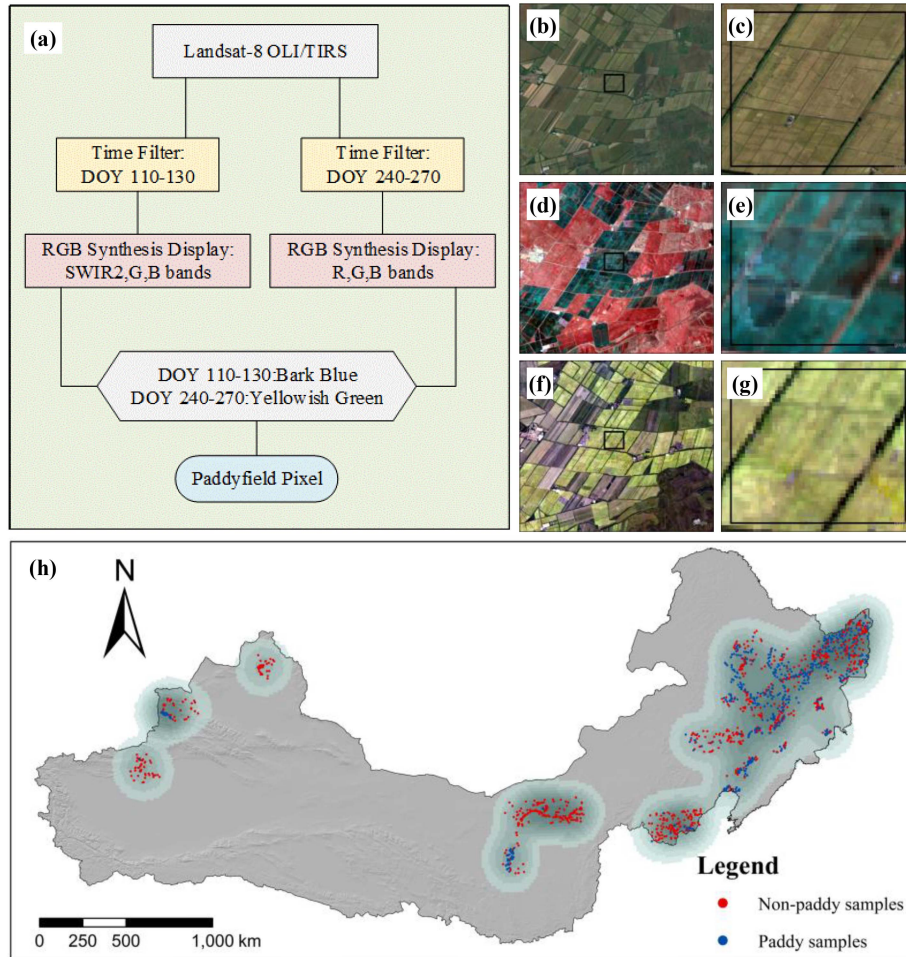 (a)
Landsat-8 OLI/TIRS
Time Filter:
DOY 110-130
Time Filter:
DOY 240-270
RGB Synthesis Display:
SWIR2,G,B bands
RGB Synthesis Display:
R,G,B bands
DOY 110-130:Bark Blue
DOY 240-270:Yellowish Green
Paddyfield Pixel
(b)
(c)
(d)
(e)
(f)
(g)
(h)
N
0 250 500 1,000 km
Legend
Non-paddy samples
Paddy samples